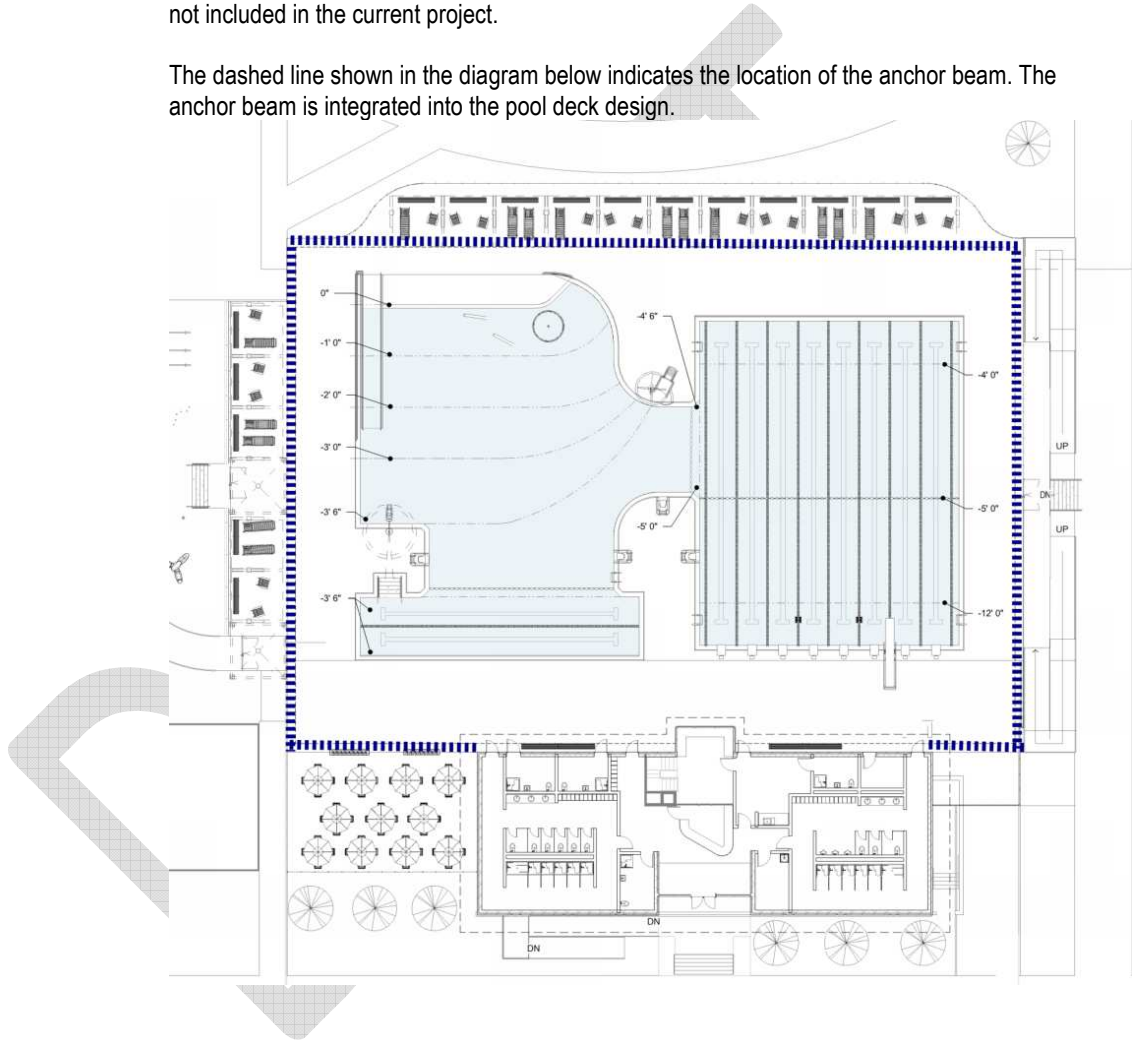 not included in the current project.
The dashed line shown in the diagram below indicates the location of the anchor beam. The
anchor beam is integrated into the pool deck design.
0"
-4' 6"
-1' 0"
-4' 0"
-2' 0"
-3' 0"
UP
DN
-3' 6"
-5' 0"
-5' 0"
UP
-3' 6"
-12' 0"
DN
DN